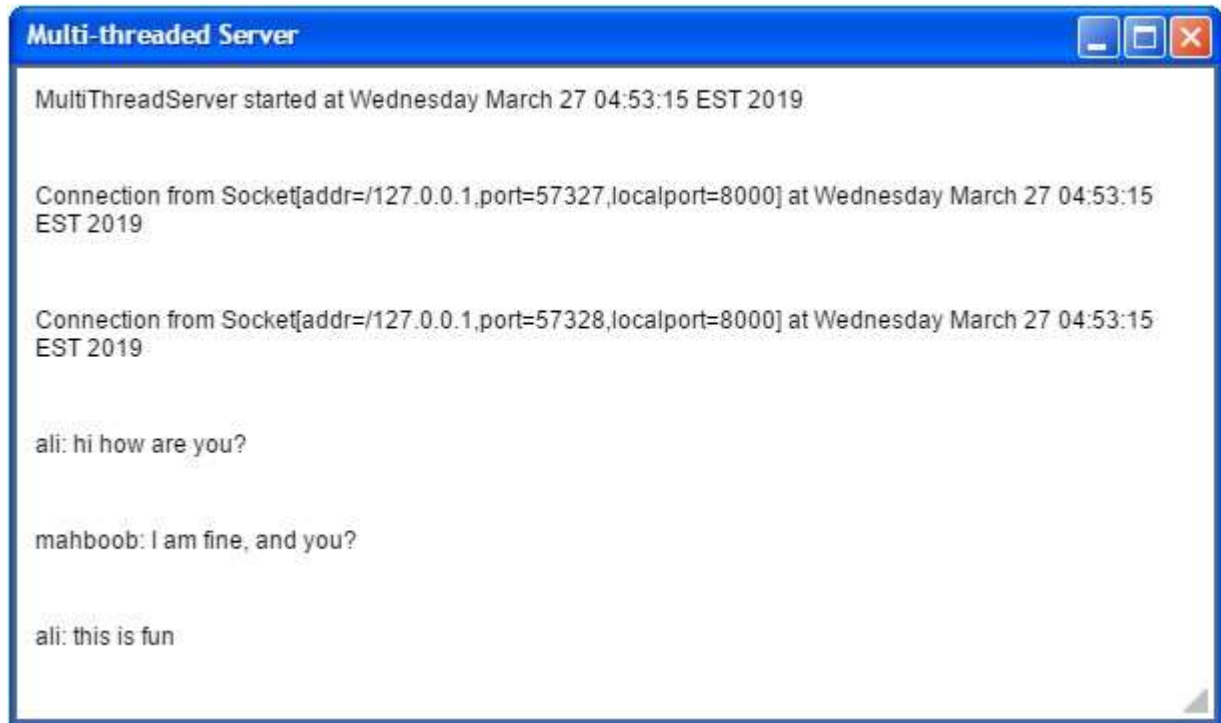 Multi-threaded Server
MultiThreadServer started at Wednesday March 27 04:53:15 EST 2019
Connection from Socket[addr=/127.0.0.1,port=57327,localport=8000] at Wednesday March 27 04:53:15
EST 2019
Connection from Socket[addr=/127.0.0.1,port=57328,localport=8000] at Wednesday March 27 04:53:15
EST 2019
ali: hi how are you?
mahboob: I am fine, and you?
ali: this is fun